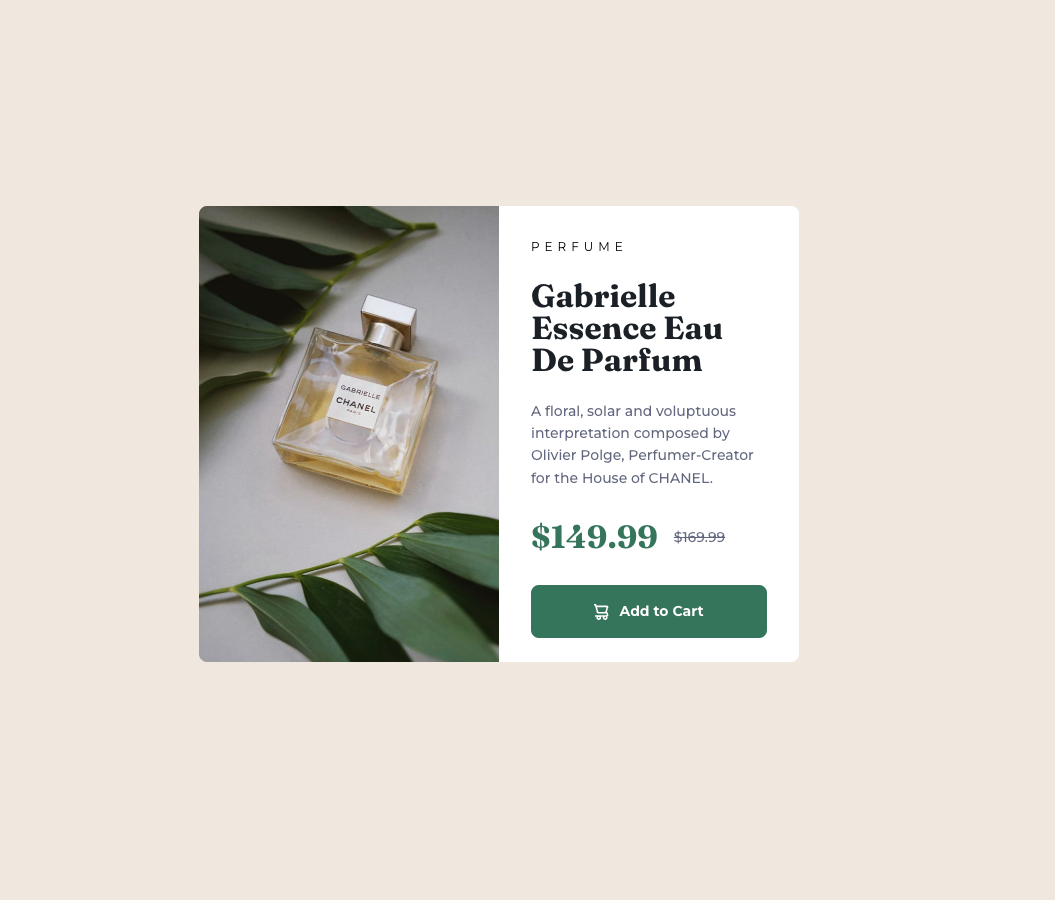 GABRIELLE
CHANEL
PARIS
PERFUME
Gabrielle
Essence Eau
De Parfum
A floral, solar and voluptuous
interpretation composed by
Olivier Polge, Perfumer-Creator
for the House of CHANEL.
$149.99 $169.99
Add to Cart